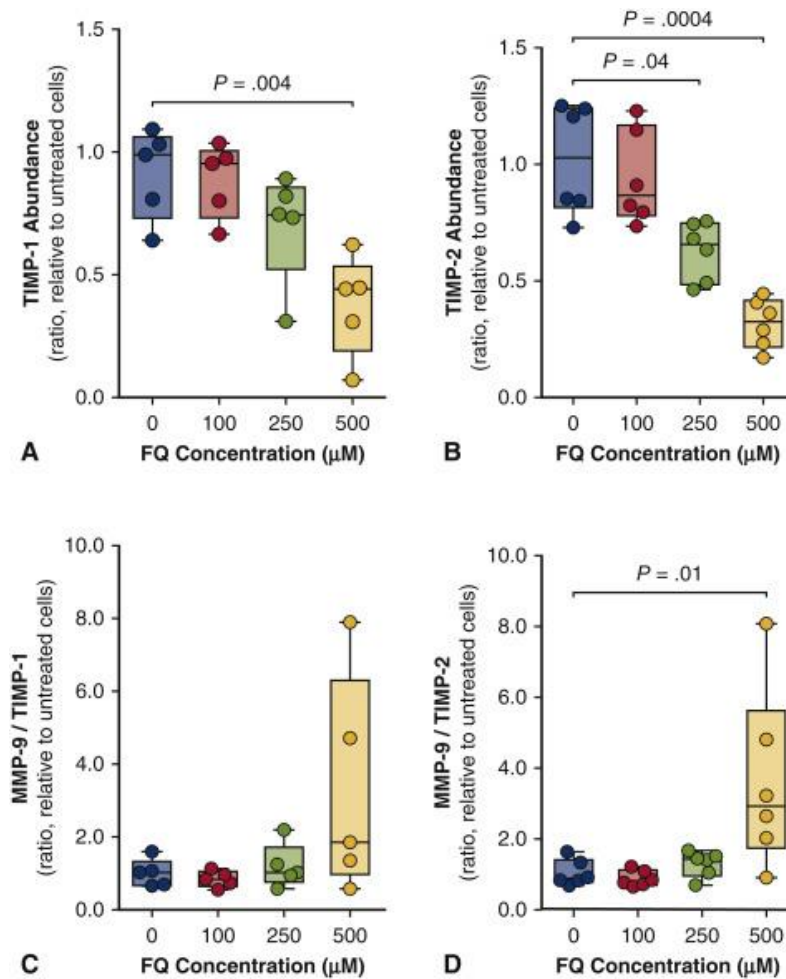 1.5
1.0
0.5
0.0
TIMP-1 Abundance
(ratio, relative to untreated cells)
P = .004
0 100 250 500
A
FQ Concentration (μM)
1.5
1.0
0.5
0.0
TIMP-2 Abundance
(ratio, relative to untreated cells)
P = .0004
P = .04
0 100 250 500
B
FQ Concentration (μM)
10.0
8.0
6.0
4.0
2.0
0.0
MMP-9 / TIMP-1
(ratio, relative to untreated cells)
0 100 250 500
C
FQ Concentration (μM)
10.0
8.0
6.0
4.0
2.0
0.0
MMP-9 / TIMP-2
(ratio, relative to untreated cells)
P = .01
0 100 250 500
D
FQ Concentration (μM)